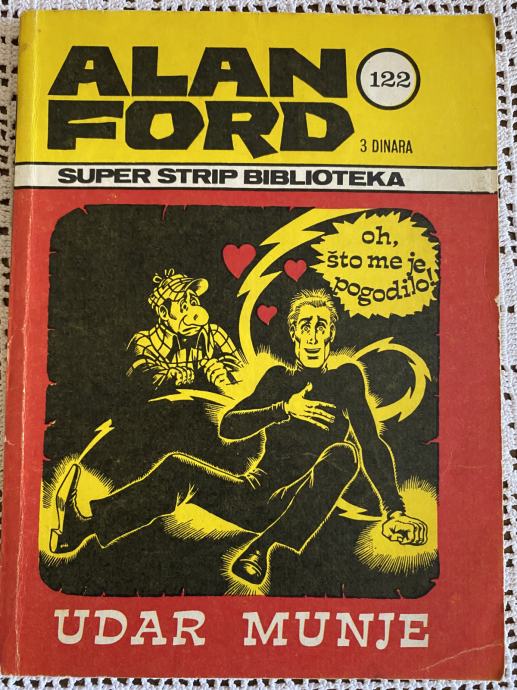 ALAN
122
FORD
3 DINARA
SUPER STRIP BIBLIOTEKA
oh,
što me je
pogodilo!
UDAR MUNJE